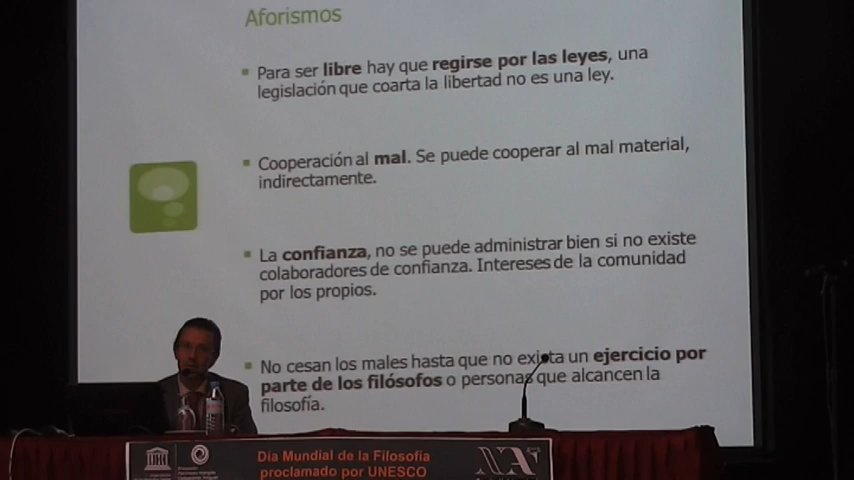 Aforismos
Para ser libre hay que regirse por las leyes, una
legislación que coarta la libertad no es una ley.
Cooperación al mal. Se puede cooperar al mal material,
indirectamente.
La confianza, no se puede administrar bien si no existe
colaboradores de confianza. Intereses de la comunidad
por los propios.
No cesan los males hasta que no exista un ejercicio por
parte de los filósofos o personas que alcancen la
filosofía.
Dia Mundial de la Filosofía
proclamado por UNESCO